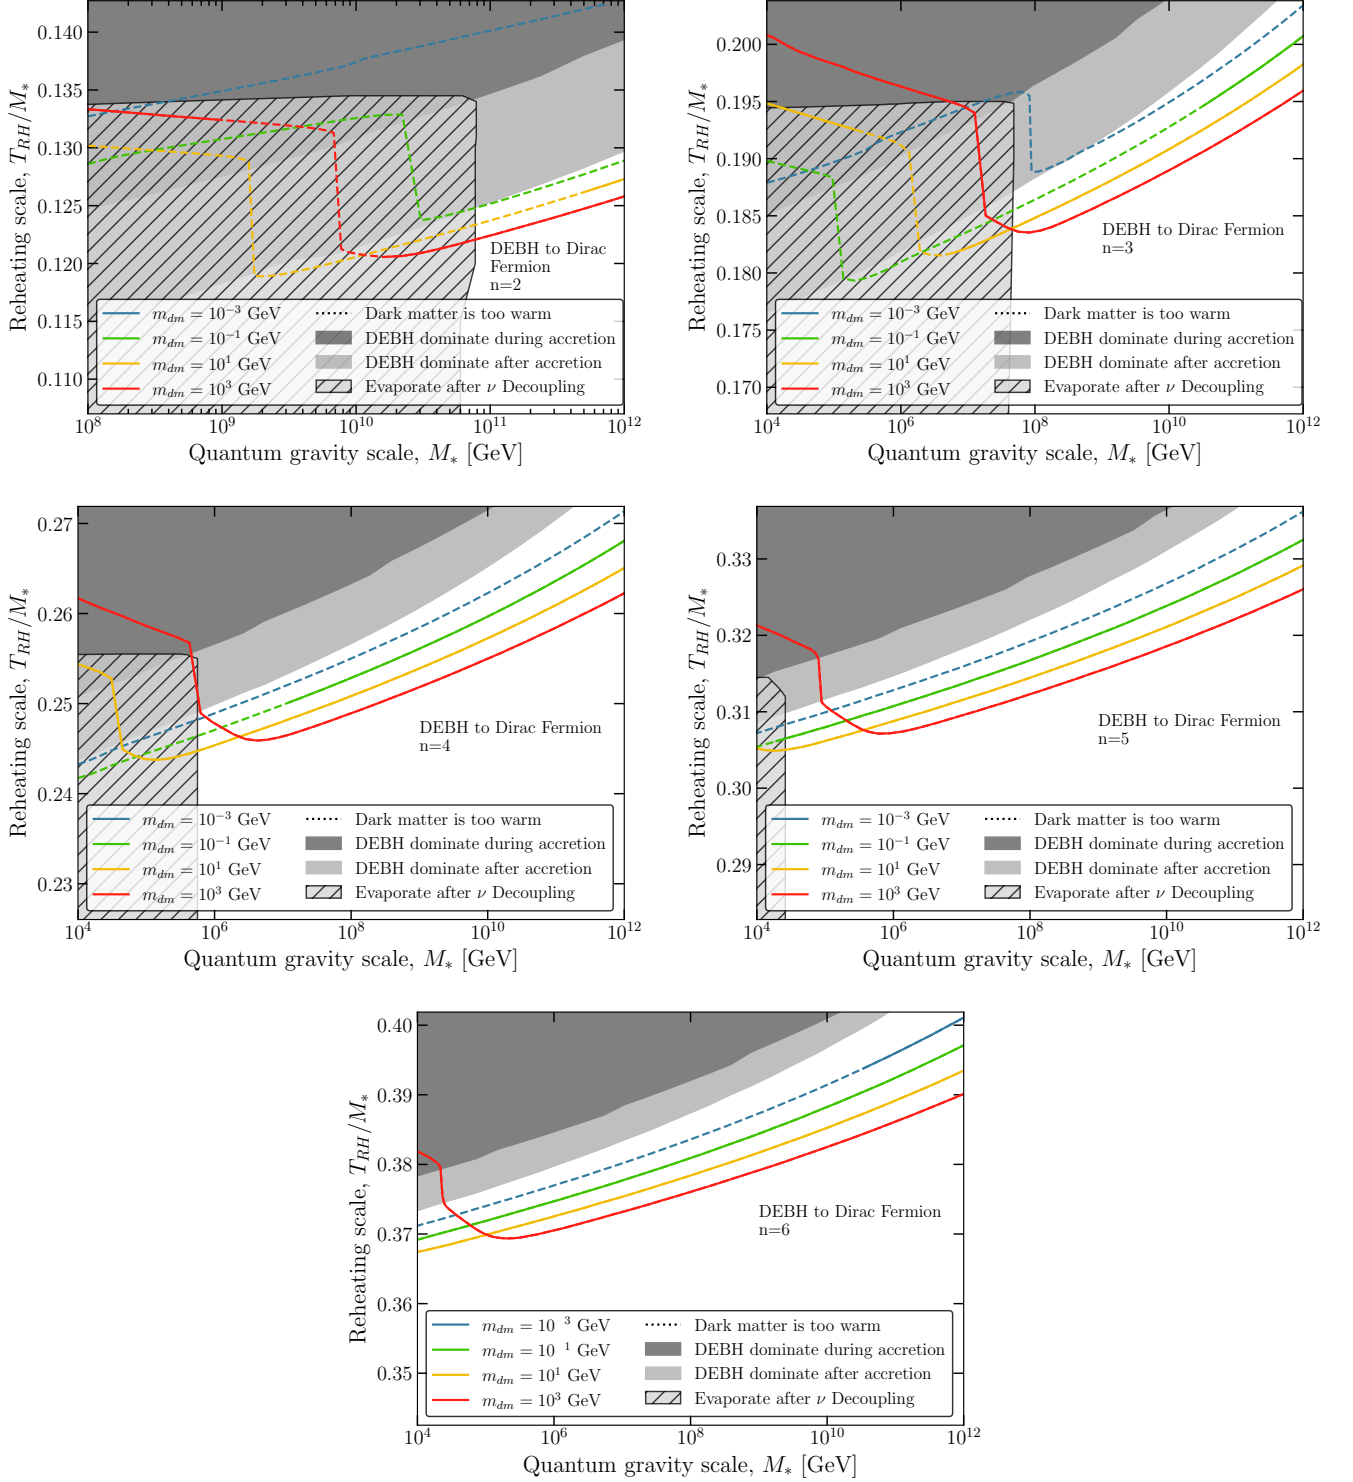 0.140
0.135
0.130
0.125
0.120
0.115
0.110
Reheating scale, T_RH/M_*
DEBH to Dirac
Fermion
n=2
m_dm = 10^−3 GeV
m_dm = 10^−1 GeV
m_dm = 10^1 GeV
m_dm = 10^3 GeV
Dark matter is too warm
DEBH dominate during accretion
DEBH dominate after accretion
Evaporate after ν Decoupling
10^8 10^9 10^10 10^11 10^12
Quantum gravity scale, M_* [GeV]
0.200
0.195
0.190
0.185
0.180
0.175
0.170
Reheating scale, T_RH/M_*
DEBH to Dirac Fermion
n=3
m_dm = 10^−3 GeV
m_dm = 10^−1 GeV
m_dm = 10^1 GeV
m_dm = 10^3 GeV
Dark matter is too warm
DEBH dominate during accretion
DEBH dominate after accretion
Evaporate after ν Decoupling
10^4 10^6 10^8 10^10 10^12
Quantum gravity scale, M_* [GeV]
0.27
0.26
0.25
0.24
0.23
Reheating scale, T_RH/M_*
DEBH to Dirac Fermion
n=4
m_dm = 10^−3 GeV
m_dm = 10^−1 GeV
m_dm = 10^1 GeV
m_dm = 10^3 GeV
Dark matter is too warm
DEBH dominate during accretion
DEBH dominate after accretion
Evaporate after ν Decoupling
10^4 10^6 10^8 10^10 10^12
Quantum gravity scale, M_* [GeV]
0.33
0.32
0.31
0.30
0.29
Reheating scale, T_RH/M_*
DEBH to Dirac Fermion
n=5
m_dm = 10^−3 GeV
m_dm = 10^−1 GeV
m_dm = 10^1 GeV
m_dm = 10^3 GeV
Dark matter is too warm
DEBH dominate during accretion
DEBH dominate after accretion
Evaporate after ν Decoupling
10^4 10^6 10^8 10^10 10^12
Quantum gravity scale, M_* [GeV]
0.40
0.39
0.38
0.37
0.36
0.35
Reheating scale, T_RH/M_*
DEBH to Dirac Fermion
n=6
m_dm = 10^ 3 GeV
m_dm = 10^ 1 GeV
m_dm = 10^1 GeV
m_dm = 10^3 GeV
Dark matter is too warm
DEBH dominate during accretion
DEBH dominate after accretion
Evaporate after ν Decoupling
10^4 10^6 10^8 10^10 10^12
Quantum gravity scale, M_* [GeV]